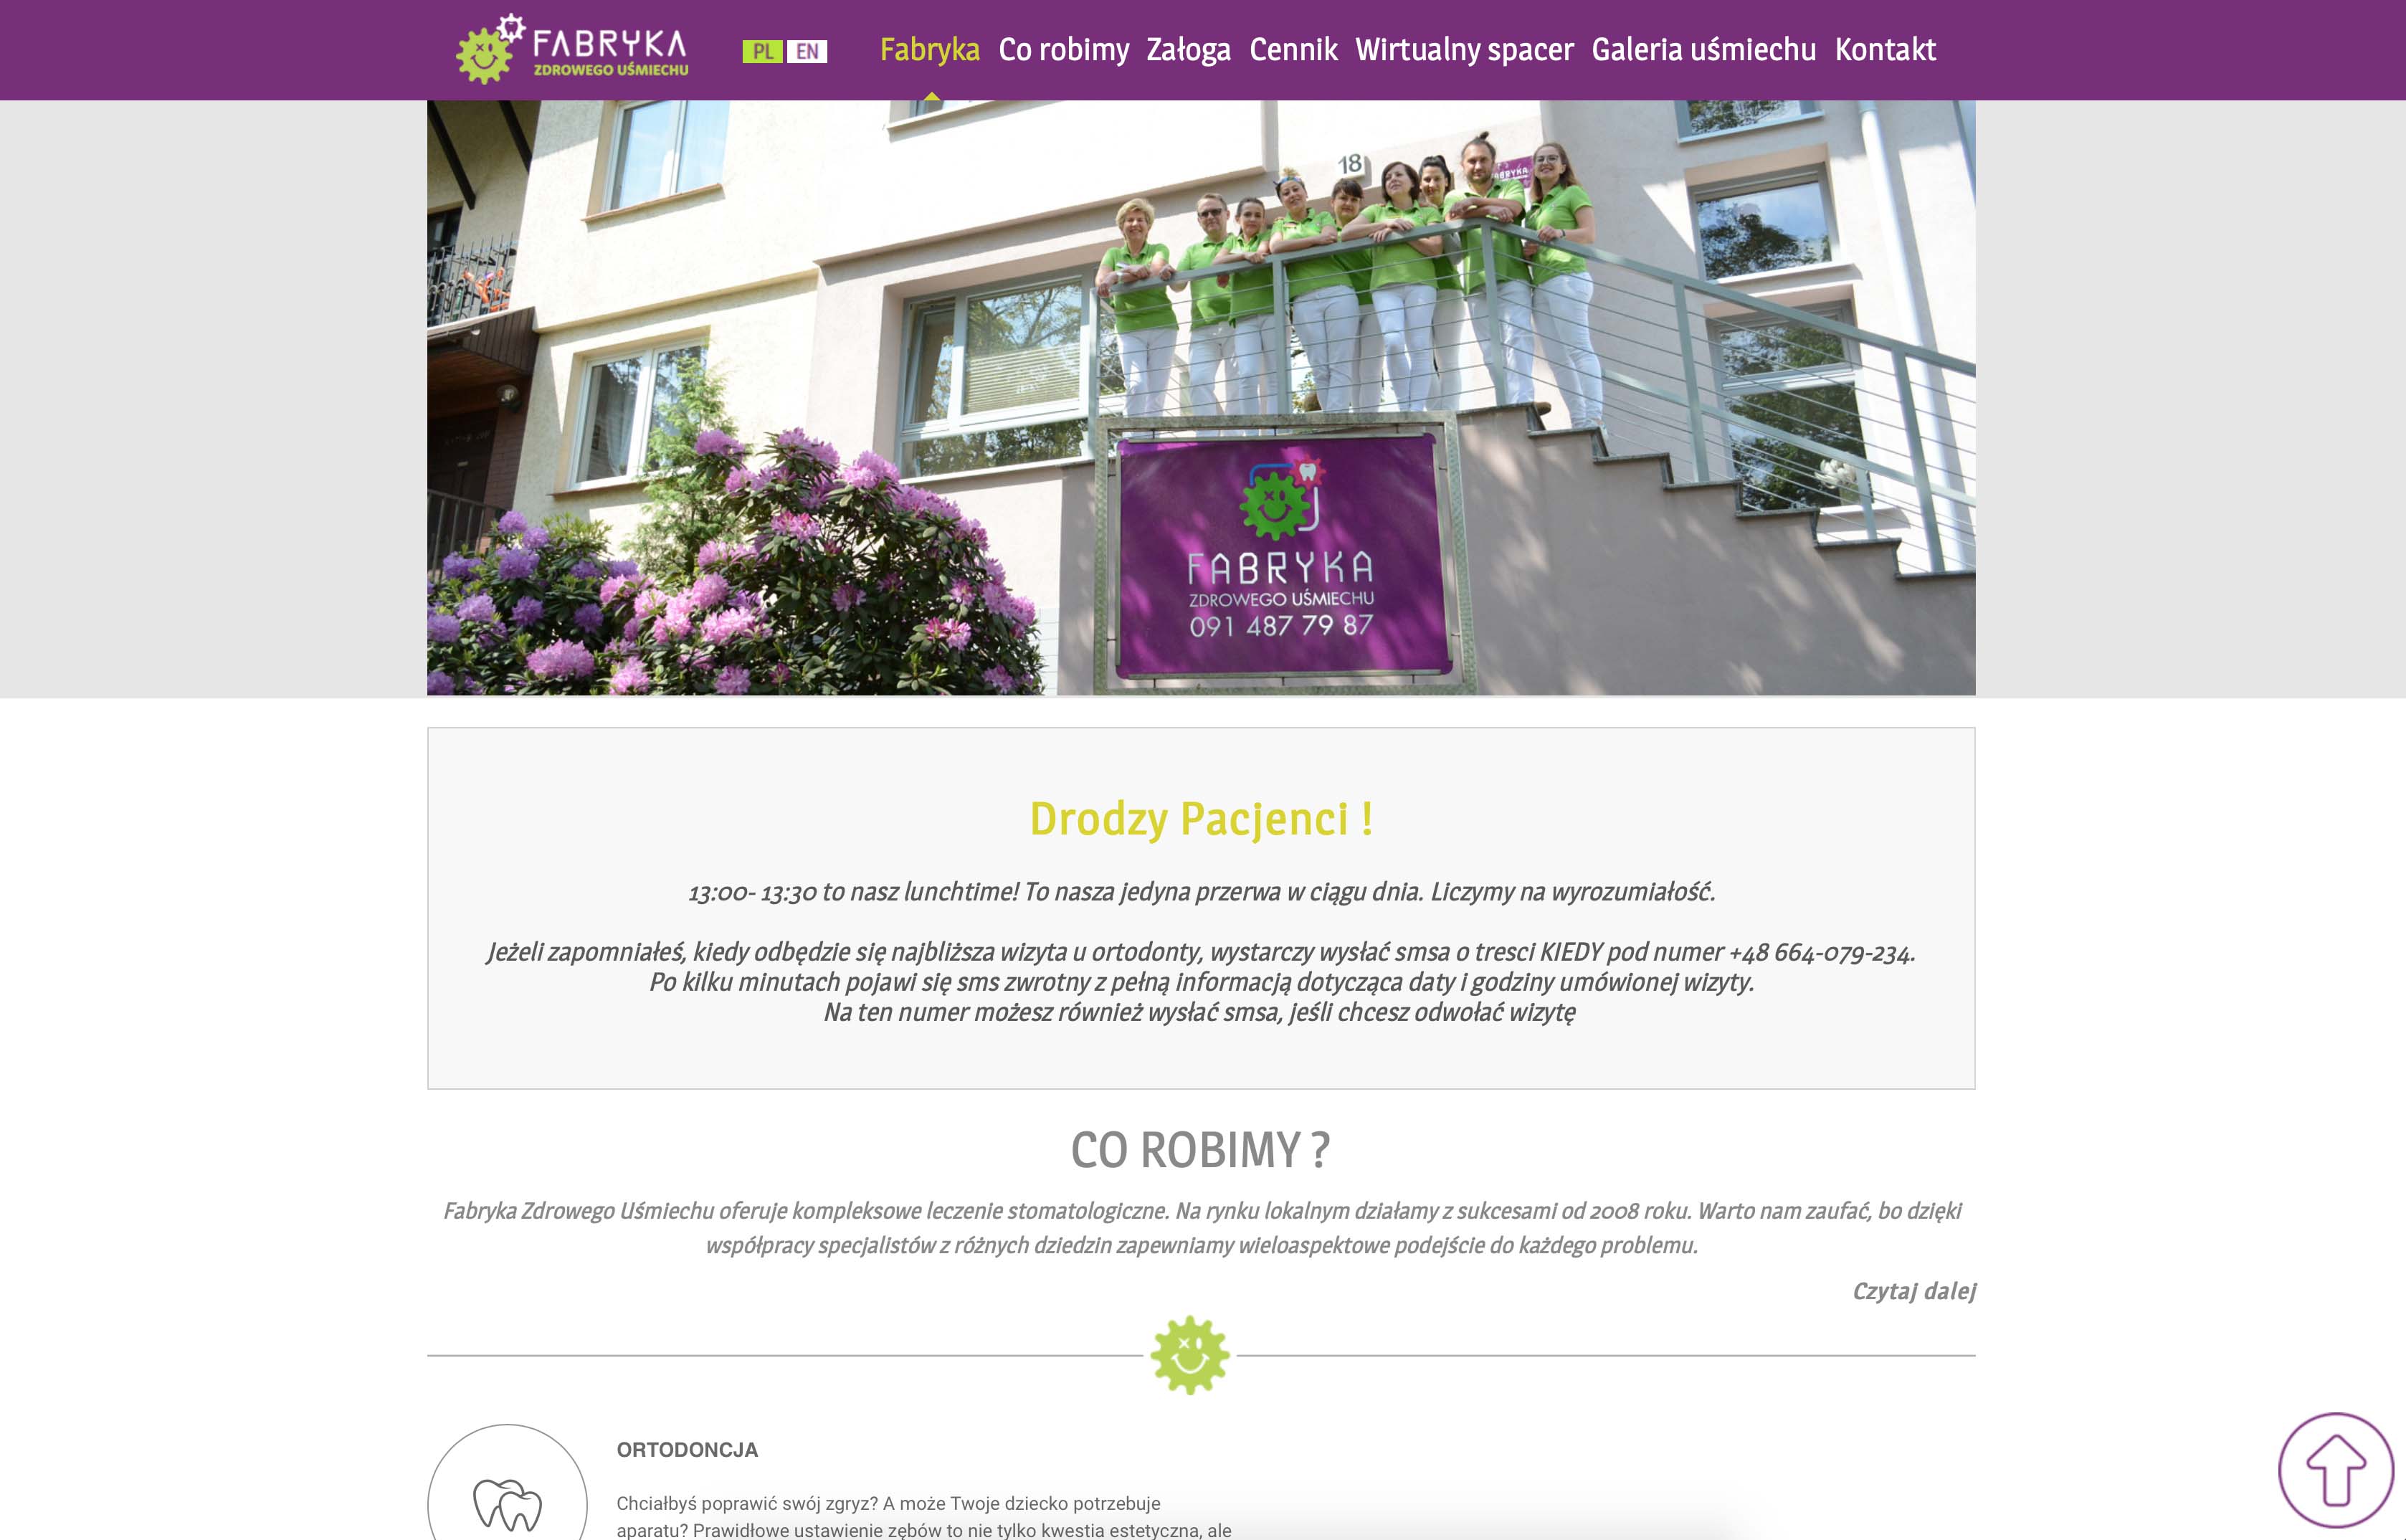 FABRYKA
ZDROWEGO UŚMIECHU
PL EN
Fabryka Co robimy Załoga Cennik Wirtualny spacer Galeria uśmiechu Kontakt
18
FABRYKA
ZDROWEGO UŚMIECHU
091 487 79 87
Drodzy Pacjenci !
13:00- 13:30 to nasz lunchtime! To nasza jedyna przerwa w ciągu dnia. Liczymy na wyrozumiałość.
Jeżeli zapomniałeś, kiedy odbędzie się najbliższa wizyta u ortodonty, wystarczy wysłać smsa o tresci KIEDY pod numer +48 664-079-234.
Po kilku minutach pojawi się sms zwrotny z pełną informacją dotycząca daty i godziny umówionej wizyty.
Na ten numer możesz również wysłać smsa, jeśli chcesz odwołać wizytę
CO ROBIMY ?
Fabryka Zdrowego Uśmiechu oferuje kompleksowe leczenie stomatologiczne. Na rynku lokalnym działamy z sukcesami od 2008 roku. Warto nam zaufać, bo dzięki
współpracy specjalistów z różnych dziedzin zapewniamy wieloaspektowe podejście do każdego problemu.
Czytaj dalej
ORTODONCJA
Chciałbyś poprawić swój zgryz? A może Twoje dziecko potrzebuje
aparatu? Prawidłowe ustawienie zębów to nie tylko kwestia estetyczna, ale